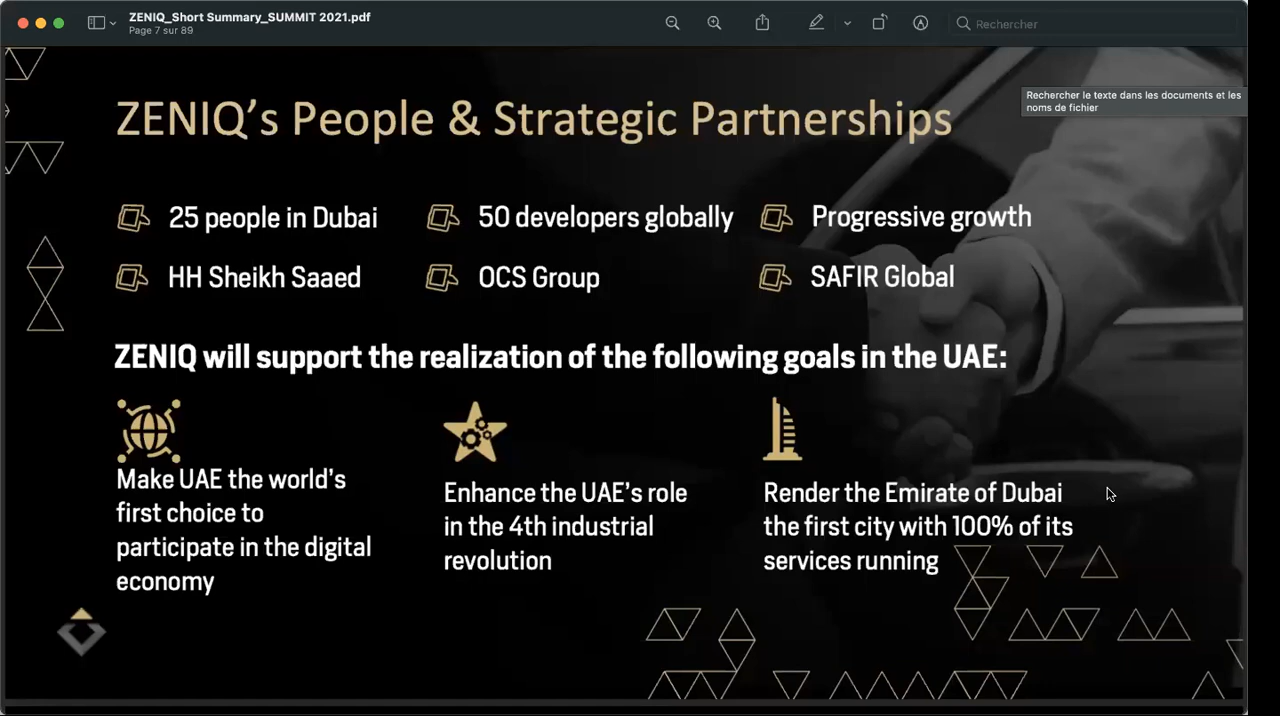 ZENIQ_Short Summary_SUMMIT 2021.pdf
Page 7 sur 89
Rechercher
Rechercher le texte dans les documents et les
noms de fichier
ZENIQ's People & Strategic Partnerships
25 people in Dubai
50 developers globally
Progressive growth
HH Sheikh Saaed
OCS Group
SAFIR Global
ZENIQ will support the realization of the following goals in the UAE:
Make UAE the world's
first choice to
participate in the digital
economy
Enhance the UAE's role
in the 4th industrial
revolution
Render the Emirate of Dubai
the first city with 100% of its
services running